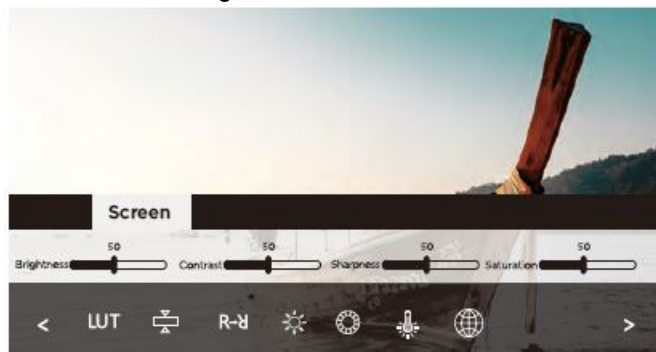 Screen
50 50 50 50
Brightness Contrast Sharpness Saturation
< LUT R→ꓤ >